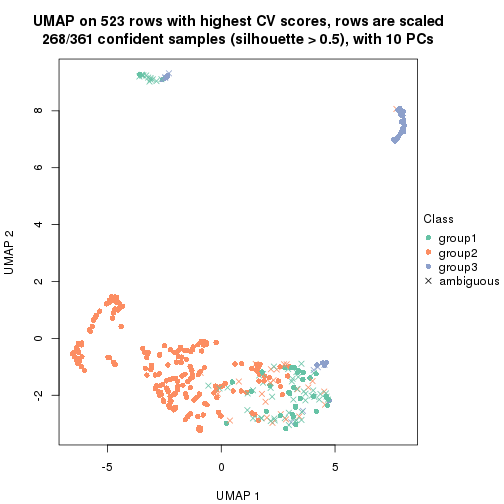 UMAP on 523 rows with highest CV scores, rows are scaled
268/361 confident samples (silhouette > 0.5), with 10 PCs
8
6
4
2
0
-2
UMAP 2
-5
0
5
UMAP 1
Class
group1
group2
group3
ambiguous